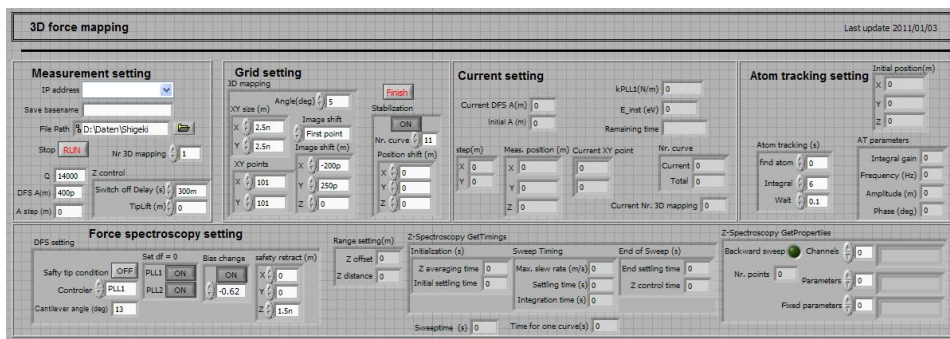 3D force mapping
Last update 2011/01/03
Measurement setting
IP address
Save basename
File Path D:\Daten\Shigeki
Stop RUN Nr 3D mapping 1
Q 14000 Z control
DFS A(m) 400p Switch off Delay (s) 300m
A step (m) 0 TipLift (m) 0
Grid setting
3D mapping
Angle(deg) 5 Finish
XY size (m) Image shift Stabilization
X 2.5n First point ON
Y 2.5n Image shift (m) Nr. curve 11
XY points X -200p Position shift (m)
X 101 Y 250p X 0
Y 101 Z 0 Y 0
Z 0
Current setting
kPLL1(N/m) 0
Current DFS A(m) 0 E_inst (eV) 0
Initial A (m) 0 Remaining time
step(m) Meas. position (m) Current XY point Nr. curve
X 0 X 0 0 Current 0
Y 0 Y 0 0 Total 0
Z 0 Current Nr. 3D mapping 0
Atom tracking setting
Initial position(m)
X 0
Y 0
Z 0
Atom tracking (s) AT parameters
find atom 0 Integral gain 0
Integral 6 Frequency (Hz) 0
Wait 0.1 Ampltude (m) 0
Phase (deg) 0
Force spectroscopy setting
DFS setting
Set df = 0 Bias change safety retract (m)
Safty tip condition OFF PLL1 ON ON X 0
Controler PLL1 PLL2 ON -0.62 Y 0
Cantilever angle (deg) 13 Z 1.5n
Range setting(m)
Z offset 0
Z distance 0
Z-Spectroscopy GetTimings
Initialization (s) Sweep Timing End of Sweep (s)
Z averaging time 0 Max. slew rate (m/s) 0 End settling time 0
Initial settling time 0 Settling time (s) 0 Z control time 0
Integration time (s) 0
Sweeptime (s) 0 Time for one curve(s) 0
Z-Spectroscopy GetProperties
Backward sweep Channels 0
Nr. points 0 Parameters 0
Fixed parameters 0